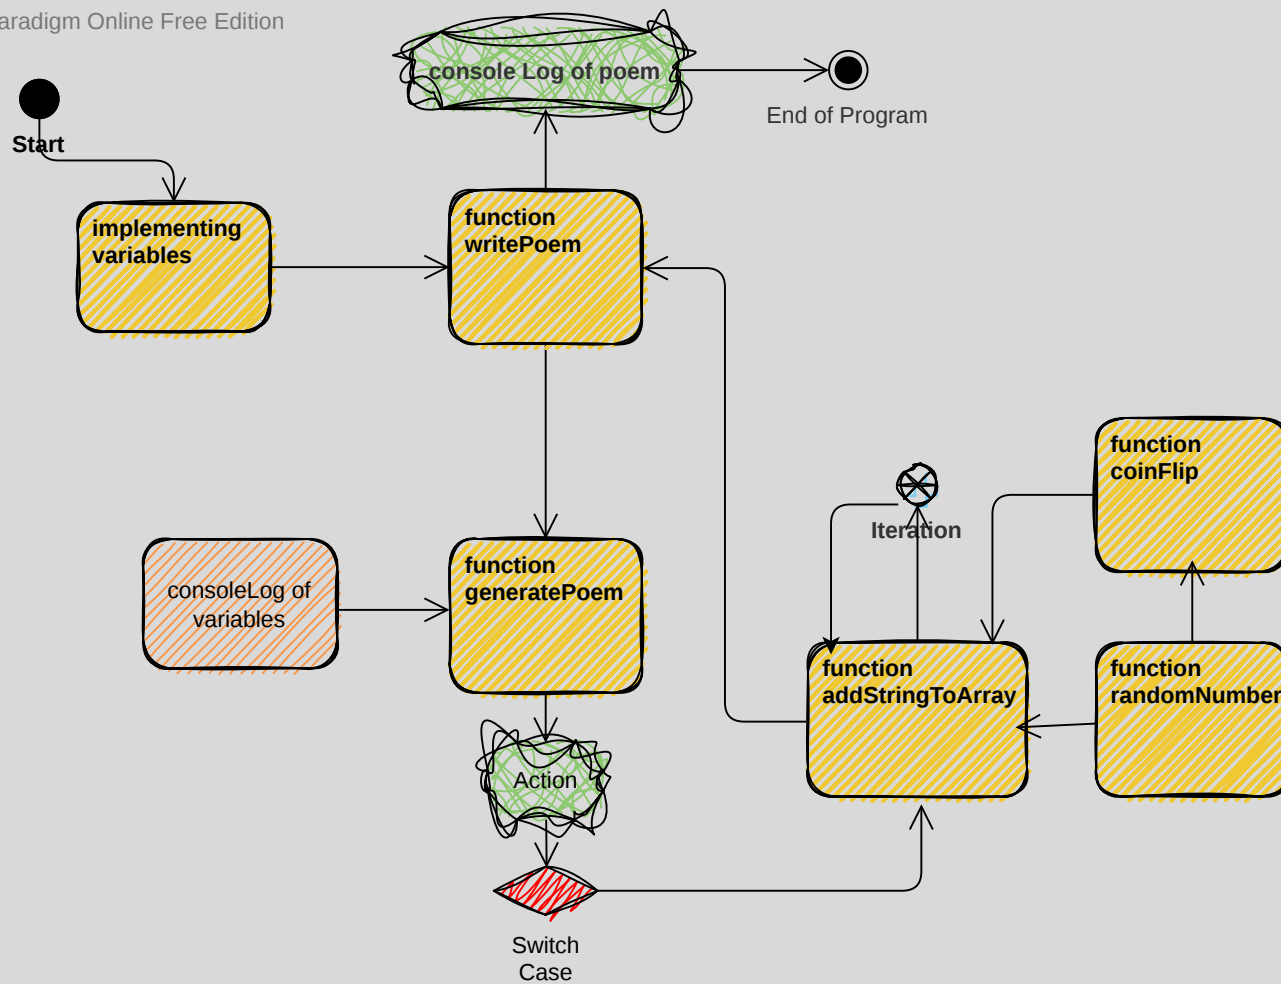 aradigm Online Free Edition
console Log of poem
End of Program
Start
implementing
variables
function
writePoem
function
coinFlip
Iteration
consoleLog of
variables
function
generatePoem
function
addStringToArray
function
randomNumber
Action
Switch
Case